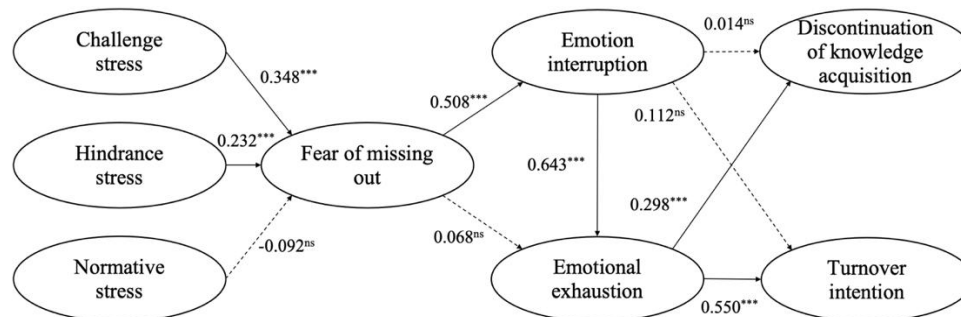 Challenge
stress
Hindrance
stress
Normative
stress
0.348***
0.232***
-0.092ns
Fear of missing
out
0.508***
0.068ns
Emotion
interruption
0.643***
Emotional
exhaustion
0.014ns
0.112ns
0.298***
0.550***
Discontinuation
of knowledge
acquisition
Turnover
intention